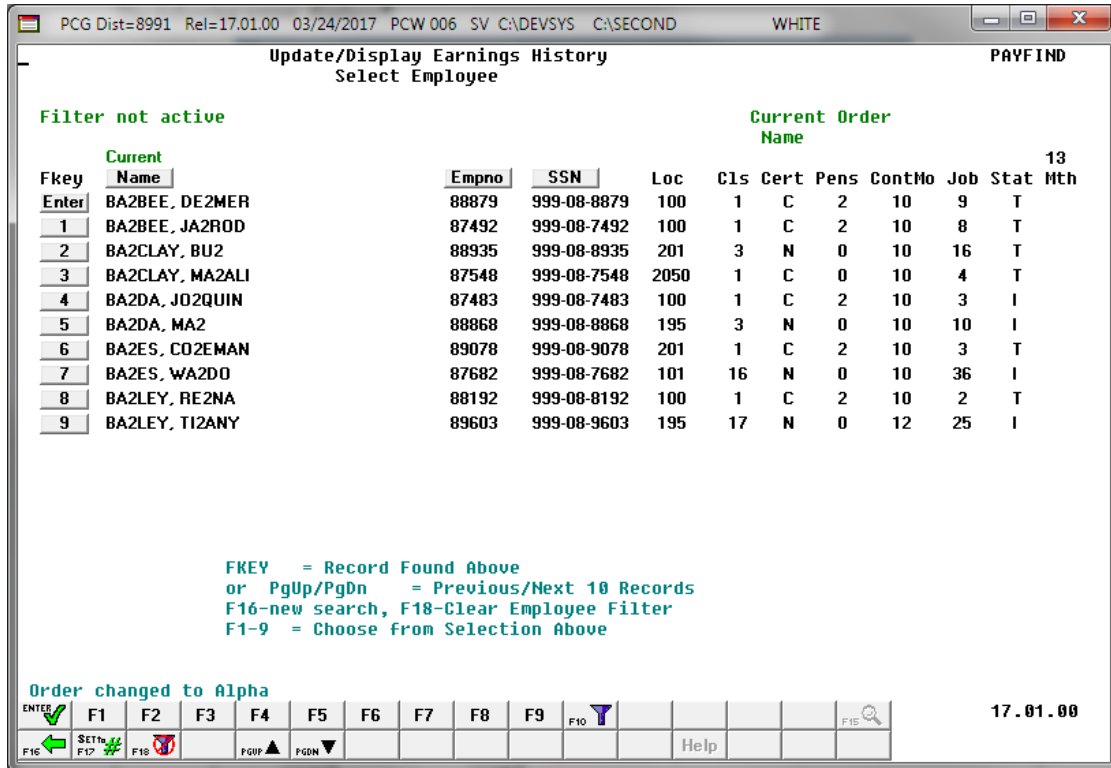 PCG Dist=8991 Rel=17.01.00 03/24/2017 PCW 006 SV C:\DEVSYS C:\SECOND WHITE
Update/Display Earnings History PAYFIND
Select Employee
Filter not active Current Order
Name
Current 13
Fkey Name Empno SSN Loc Cls Cert Pens ContMo Job Stat Mth
Enter BA2BEE, DE2MER 88879 999-08-8879 100 1 C 2 10 9 T
1 BA2BEE, JA2ROD 87492 999-08-7492 100 1 C 2 10 8 T
2 BA2CLAY, BU2 88935 999-08-8935 201 3 N 0 10 16 T
3 BA2CLAY, MA2ALI 87548 999-08-7548 2050 1 C 0 10 4 T
4 BA2DA, JO2QUIN 87483 999-08-7483 100 1 C 2 10 3 I
5 BA2DA, MA2 88868 999-08-8868 195 3 N 0 10 10 I
6 BA2ES, CO2EMAN 89078 999-08-9078 201 1 C 2 10 3 T
7 BA2ES, WA2DO 87682 999-08-7682 101 16 N 0 10 36 I
8 BA2LEY, RE2NA 88192 999-08-8192 100 1 C 2 10 2 T
9 BA2LEY, TI2ANY 89603 999-08-9603 195 17 N 0 12 25 I
FKEY = Record Found Above
or PgUp/PgDn = Previous/Next 10 Records
F16-new search, F18-Clear Employee Filter
F1-9 = Choose from Selection Above
Order changed to Alpha
ENTER F1 F2 F3 F4 F5 F6 F7 F8 F9 F10 F15 17.01.00
F16 SETto F17 # F18 PGUP PGDN Help